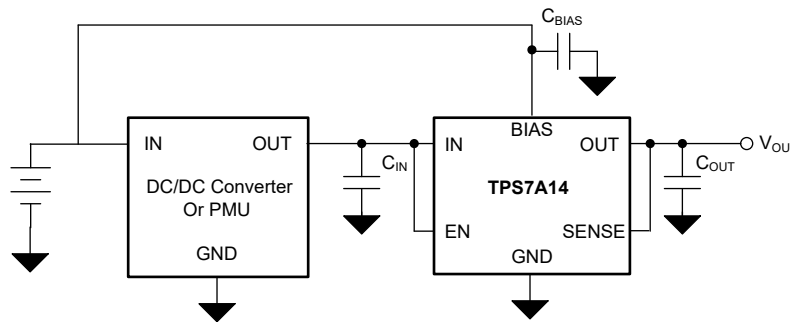 CBIAS
IN
OUT
DC/DC Converter
Or PMU
GND
CIN
IN
BIAS
OUT
TPS7A14
EN
SENSE
GND
COUT
VOU